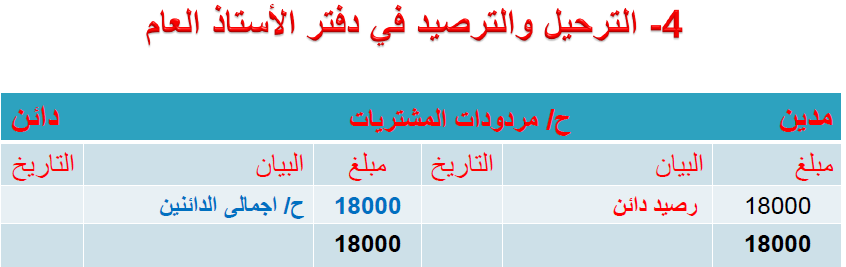 4- الترحيل والترصيد في دفتر الأستاذ العام
مدين ح/ مردودات المشتريات دائن
مبلغ البيان التاريخ مبلغ البيان التاريخ
18000 رصيد دائن 18000 ح/ اجمالى الدائنين
18000 18000